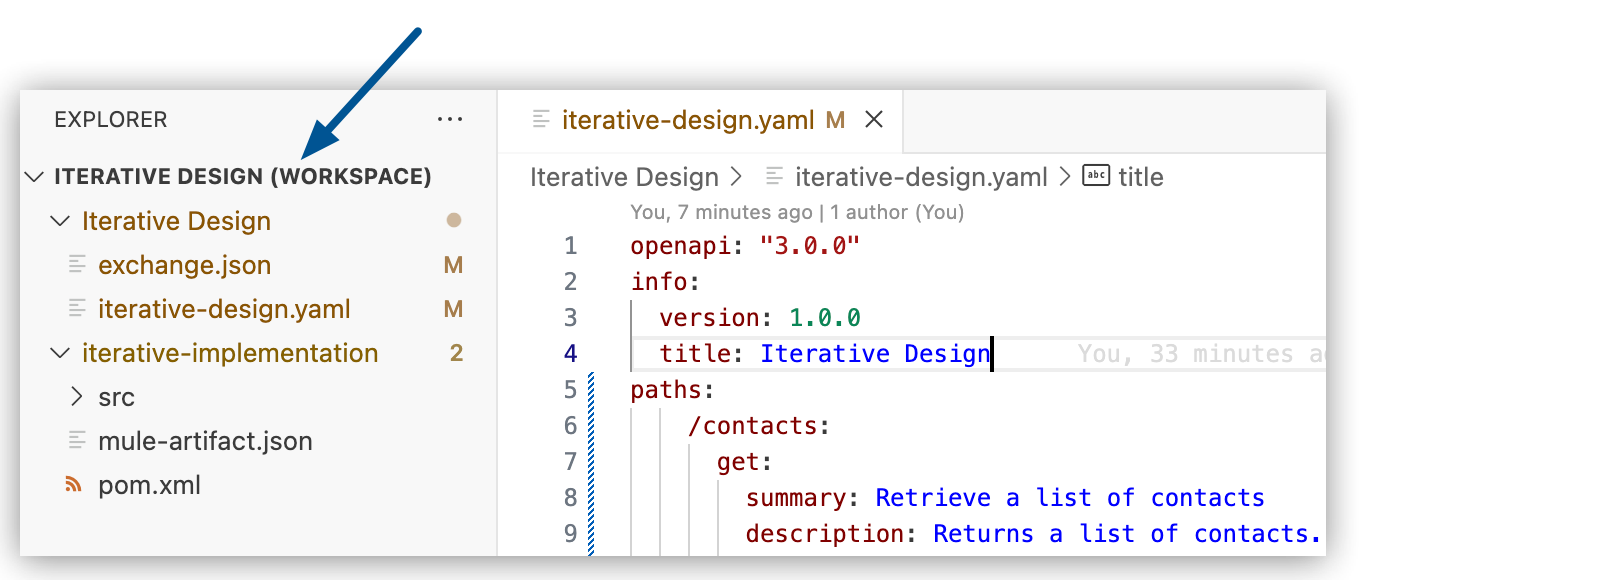 EXPLORER ···
ITERATIVE DESIGN (WORKSPACE)
Iterative Design
exchange.json M
iterative-design.yaml M
iterative-implementation 2
src
mule-artifact.json
pom.xml
iterative-design.yaml M
Iterative Design > iterative-design.yaml > abc title
You, 7 minutes ago | 1 author (You)
1 openapi: "3.0.0"
2 info:
3 version: 1.0.0
4 title: Iterative Design You, 33 minutes
5 paths:
6 /contacts:
7 get:
8 summary: Retrieve a list of contacts
9 description: Returns a list of contacts.